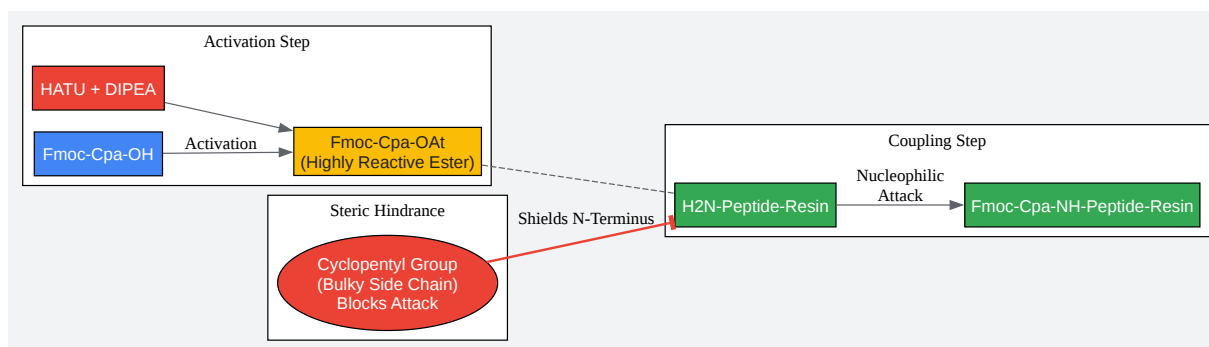 Activation Step
HATU + DIPEA
Fmoc-Cpa-OH
Activation
Fmoc-Cpa-OAt
(Highly Reactive Ester)
Steric Hindrance
Cyclopentyl Group
(Bulky Side Chain)
Blocks Attack
Shields N-Terminus
Coupling Step
H2N-Peptide-Resin
Nucleophilic
Attack
Fmoc-Cpa-NH-Peptide-Resin